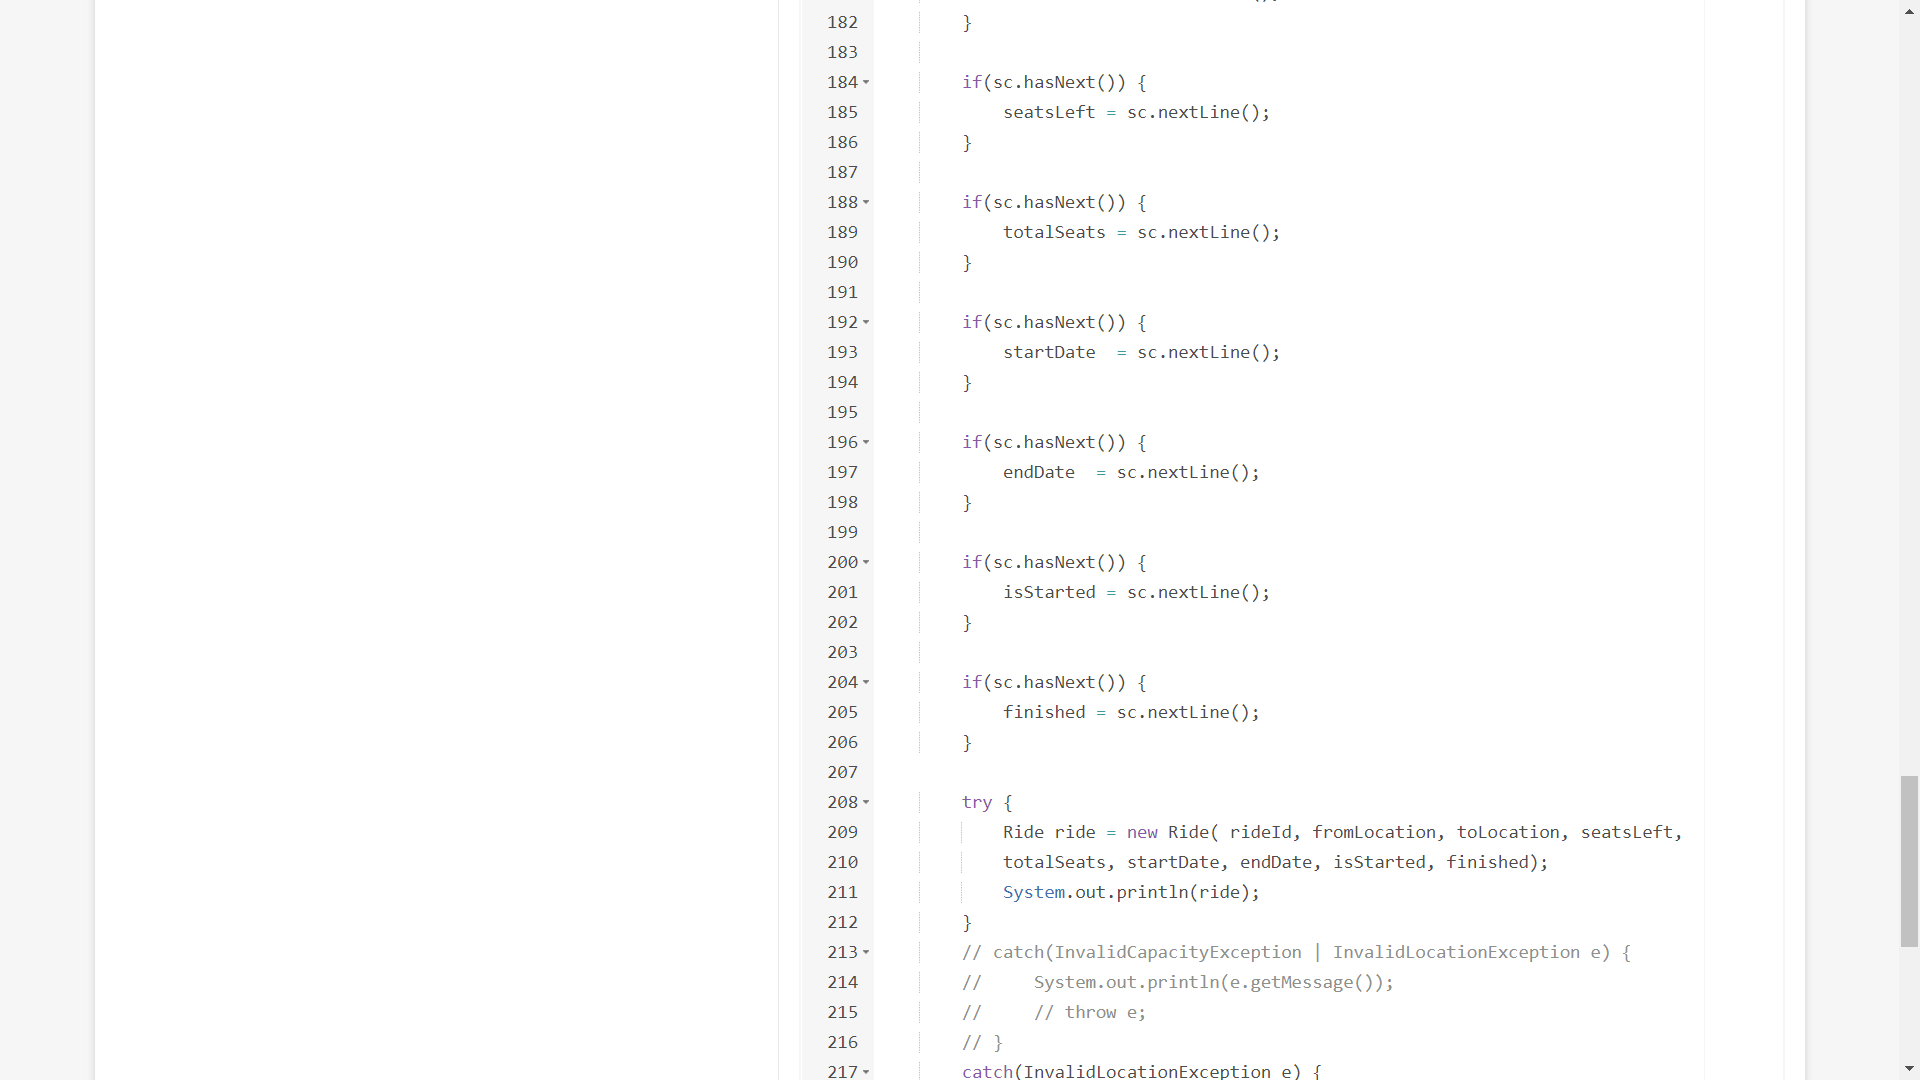 182 }
183
184 if(sc.hasNext()) {
185 seatsLeft = sc.nextLine();
186 }
187
188 if(sc.hasNext()) {
189 totalSeats = sc.nextLine();
190 }
191
192 if(sc.hasNext()) {
193 startDate  = sc.nextLine();
194 }
195
196 if(sc.hasNext()) {
197 endDate  = sc.nextLine();
198 }
199
200 if(sc.hasNext()) {
201 isStarted = sc.nextLine();
202 }
203
204 if(sc.hasNext()) {
205 finished = sc.nextLine();
206 }
207
208 try {
209 Ride ride = new Ride( rideId, fromLocation, toLocation, seatsLeft,
210 totalSeats, startDate, endDate, isStarted, finished);
211 System.out.println(ride);
212 }
213 // catch(InvalidCapacityException | InvalidLocationException e) {
214 //     System.out.println(e.getMessage());
215 //     // throw e;
216 // }
217 catch(InvalidLocationException e) {